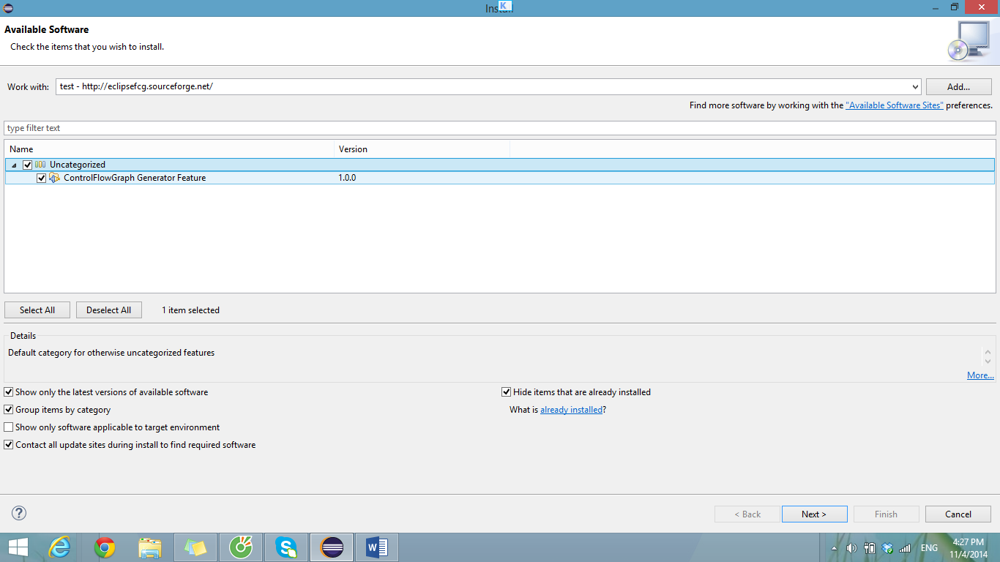 Install
K
Available Software
Check the items that you wish to install.
Work with: test - http://eclipsefcg.sourceforge.net/ Add...
Find more software by working with the "Available Software Sites" preferences.
type filter text
Name Version
Uncategorized
ControlFlowGraph Generator Feature 1.0.0
Select All Deselect All 1 item selected
Details
Default category for otherwise uncategorized features
More...
Show only the latest versions of available software Hide items that are already installed
Group items by category What is already installed?
Show only software applicable to target environment
Contact all update sites during install to find required software
? < Back Next > Finish Cancel
W ENG 4:27 PM
11/4/2014